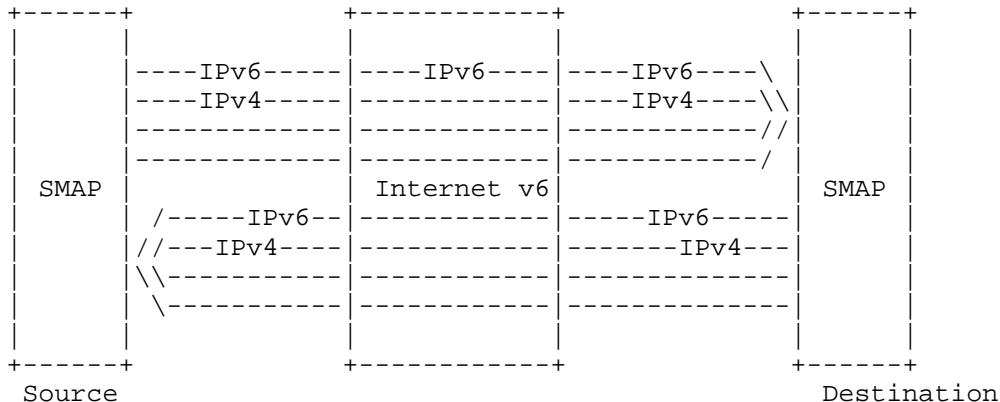 ----IPv6-----|----IPv6----|----IPv6----\
----IPv4-----|------------|----IPv4----\\
SMAP Internet v6 SMAP
/-----IPv6--|------------|-----IPv6-----
//---IPv4----|------------|-------IPv4---
Source Destination